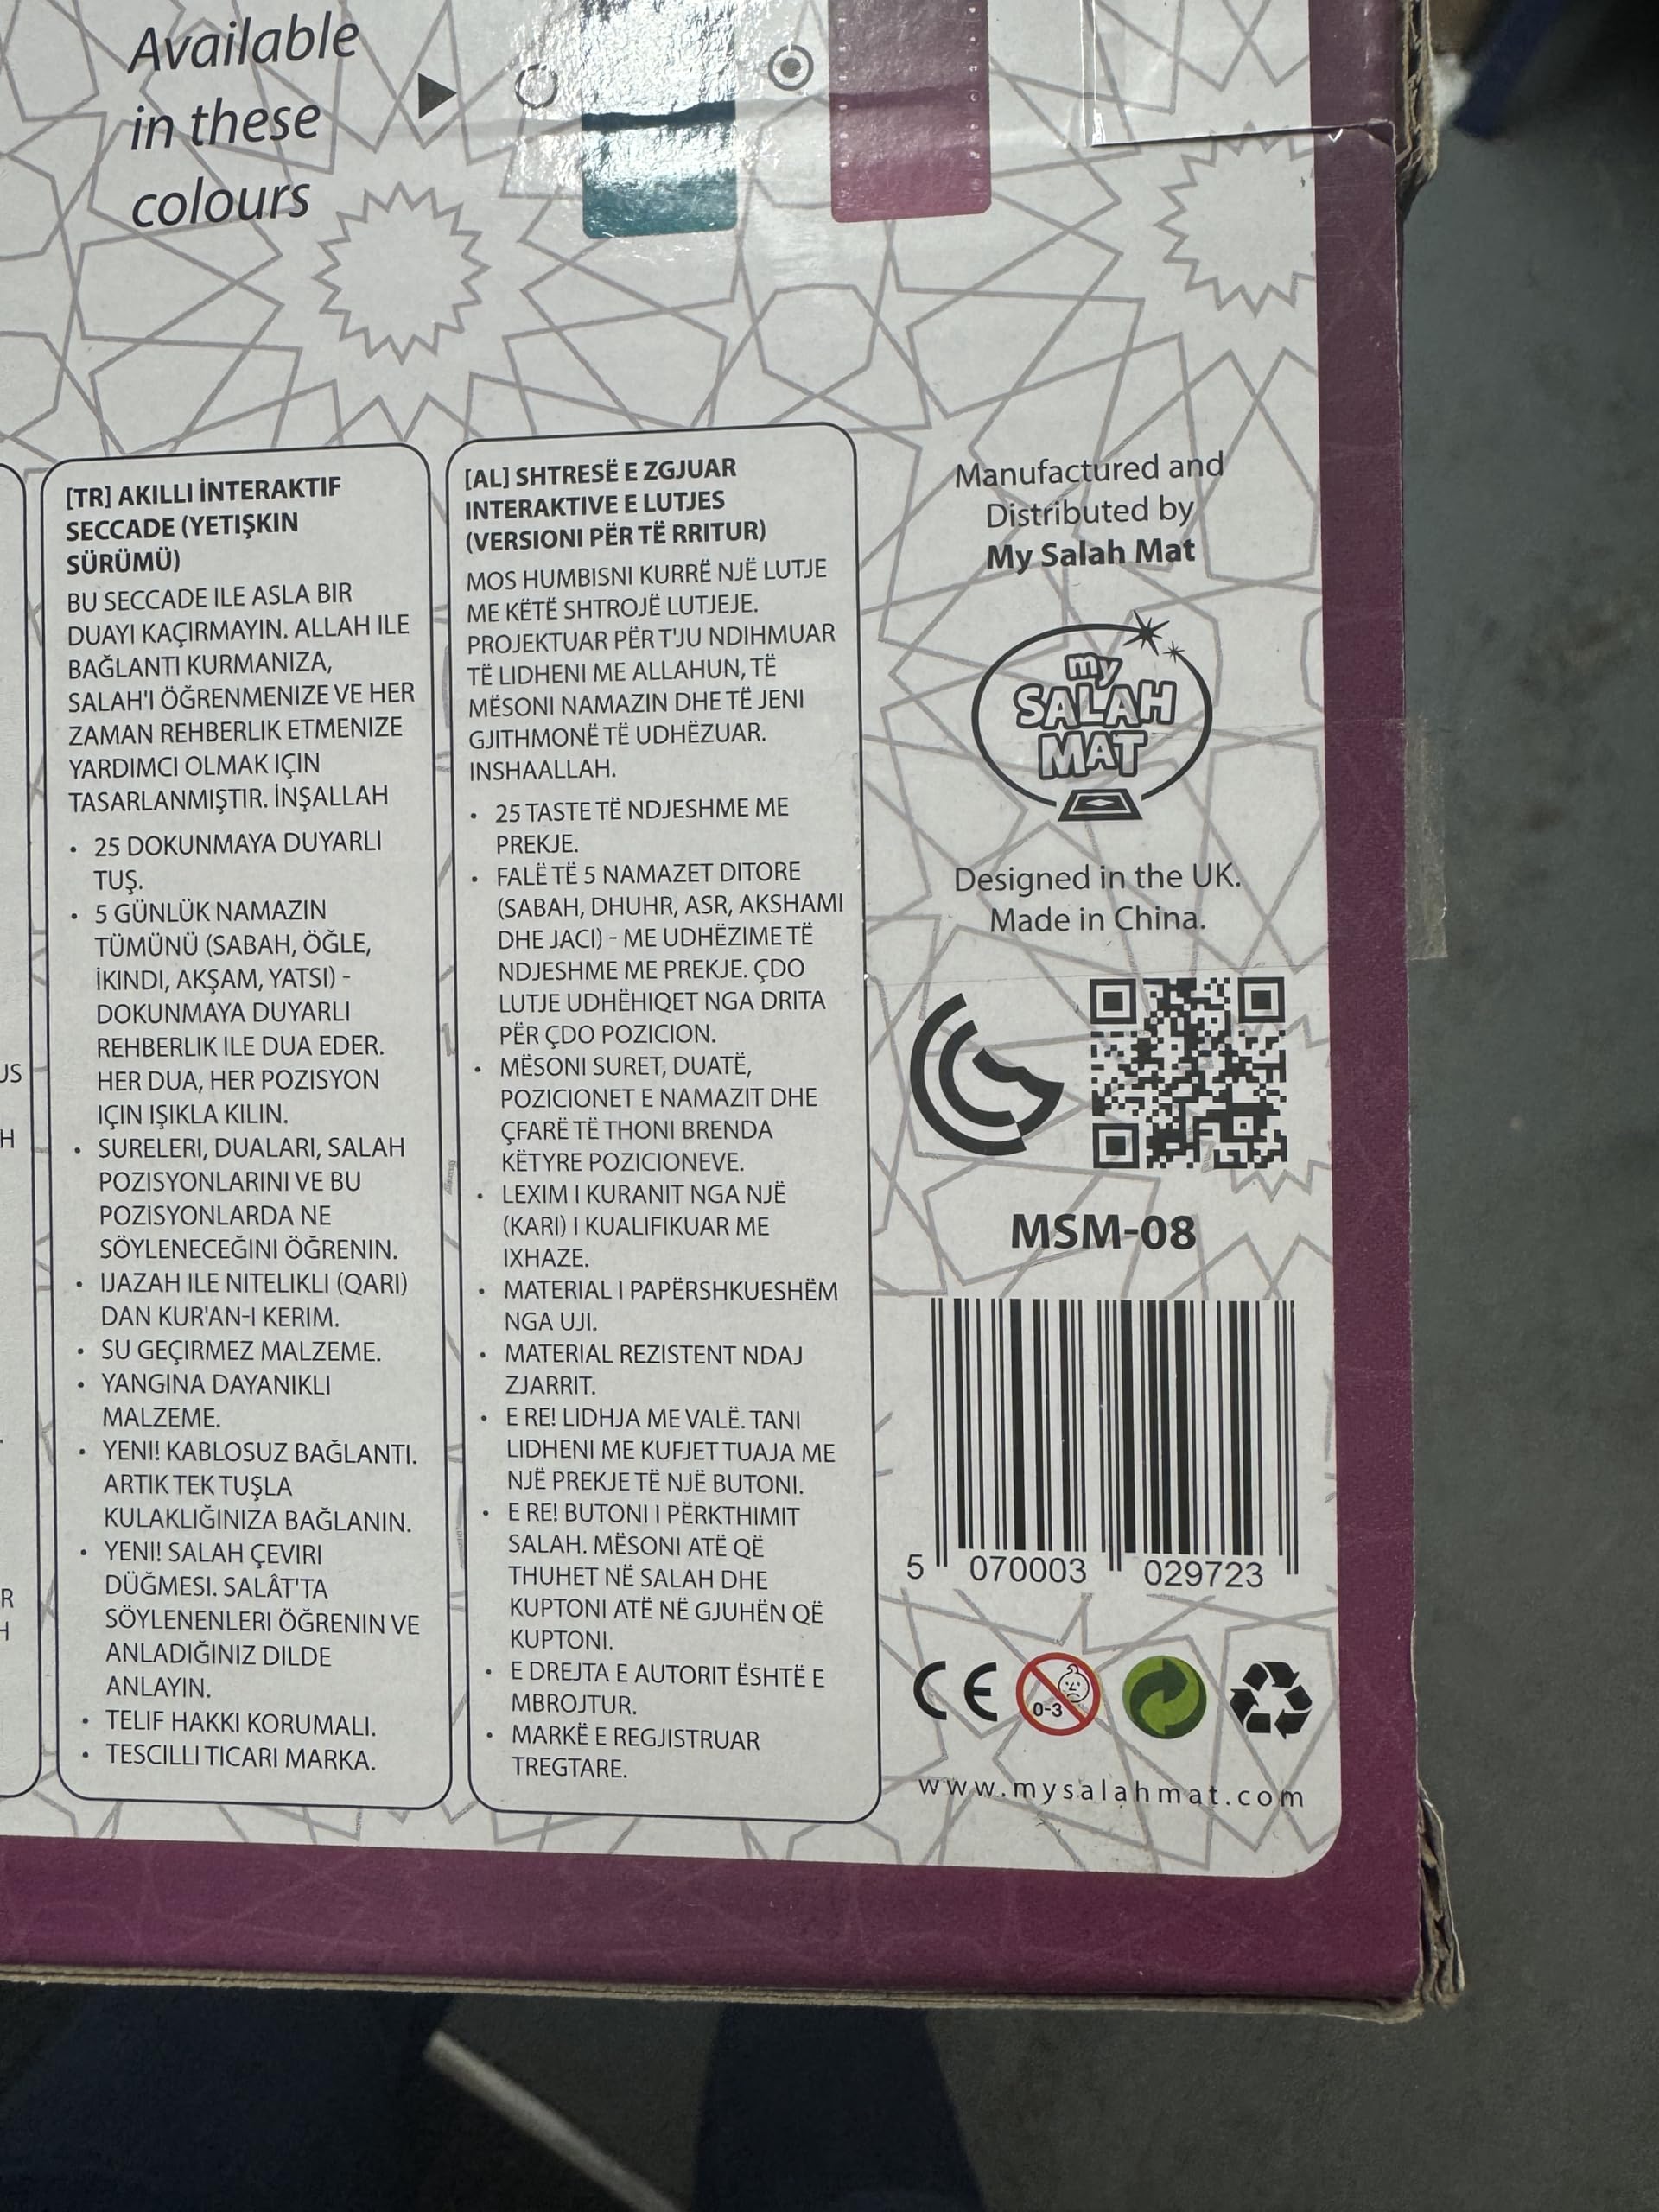 Available
in these
colours
US
H
R
H
[TR] AKILLI İNTERAKTIF
SECCADE (YETIŞKIN
SÜRÜMÜ)
BU SECCADE ILE ASLA BIR
DUAYI KAÇIRMAYIN. ALLAH ILE
BAĞLANTI KURMANIZA,
SALAH'I ÖĞRENMENIZE VE HER
ZAMAN REHBERLIK ETMENIZE
YARDIMCI OLMAK IÇIN
TASARLANMIŞTIR. İNŞALLAH
• 25 DOKUNMAYA DUYARLI
TUŞ.
• 5 GÜNLÜK NAMAZIN
TÜMÜNÜ (SABAH, ÖĞLE,
İKINDI, AKŞAM, YATSI) -
DOKUNMAYA DUYARLI
REHBERLIK ILE DUA EDER.
HER DUA, HER POZISYON
IÇIN IŞIKLA KILIN.
• SURELERI, DUALARI, SALAH
POZISYONLARINI VE BU
POZISYONLARDA NE
SÖYLENECEĞINI ÖĞRENIN.
• IJAZAH ILE NITELIKLI (QARI)
DAN KUR'AN-I KERIM.
• SU GEÇIRMEZ MALZEME.
• YANGINA DAYANIKLI
MALZEME.
• YENI! KABLOSUZ BAĞLANTI.
ARTIK TEK TUŞLA
KULAKLIĞINIZA BAĞLANIN.
• YENI! SALAH ÇEVIRI
DÜĞMESI. SALÂT'TA
SÖYLENENLERI ÖĞRENIN VE
ANLADIĞINIZ DILDE
ANLAYIN.
• TELIF HAKKI KORUMALI.
• TESCILLI TICARI MARKA.
[AL] SHTRESË E ZGJUAR
INTERAKTIVE E LUTJES
(VERSIONI PËR TË RRITUR)
MOS HUMBISNI KURRË NJË LUTJE
ME KËTË SHTROJË LUTJEJE.
PROJEKTUAR PËR T'JU NDIHMUAR
TË LIDHENI ME ALLAHUN, TË
MËSONI NAMAZIN DHE TË JENI
GJITHMONË TË UDHËZUAR.
INSHAALLAH.
• 25 TASTE TË NDJESHME ME
PREKJE.
• FALË TË 5 NAMAZET DITORE
(SABAH, DHUHR, ASR, AKSHAMI
DHE JACI) - ME UDHËZIME TË
NDJESHME ME PREKJE. ÇDO
LUTJE UDHËHIQET NGA DRITA
PËR ÇDO POZICION.
• MËSONI SURET, DUATË,
POZICIONET E NAMAZIT DHE
ÇFARË TË THONI BRENDA
KËTYRE POZICIONEVE.
• LEXIM I KURANIT NGA NJË
(KARI) I KUALIFIKUAR ME
IXHAZE.
• MATERIAL I PAPËRSHKUESHËM
NGA UJI.
• MATERIAL REZISTENT NDAJ
ZJARRIT.
• E RE! LIDHJA ME VALË. TANI
LIDHENI ME KUFJET TUAJA ME
NJË PREKJE TË NJË BUTONI.
• E RE! BUTONI I PËRKTHIMIT
SALAH. MËSONI ATË QË
THUHET NË SALAH DHE
KUPTONI ATË NË GJUHËN QË
KUPTONI.
• E DREJTA E AUTORIT ËSHTË E
MBROJTUR.
• MARKË E REGJISTRUAR
TREGTARE.
Manufactured and
Distributed by
My Salah Mat
my
SALAH
MAT
Designed in the UK.
Made in China.
MSM-08
5 070003 029723
CE
0-3
www.mysalahmat.com